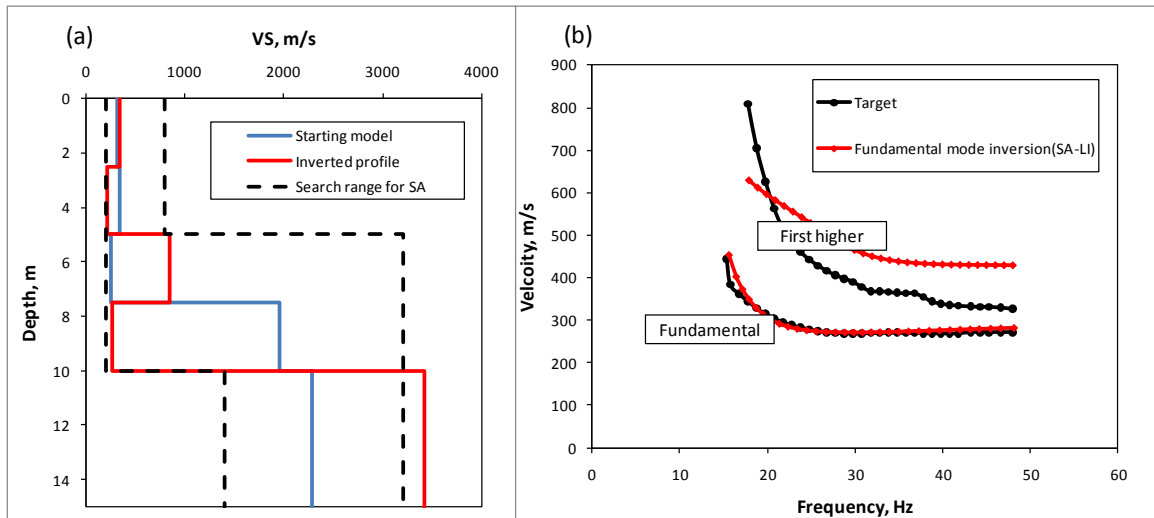 (a)
VS, m/s
0 1000 2000 3000 4000
0
2
4
6
8
10
12
14
Depth, m
Starting model
Inverted profile
Search range for SA
(b)
900
800
700
600
500
400
300
200
100
0
Velcoity, m/s
Target
Fundamental mode inversion(SA-LI)
First higher
Fundamental
0 10 20 30 40 50 60
Frequency, Hz